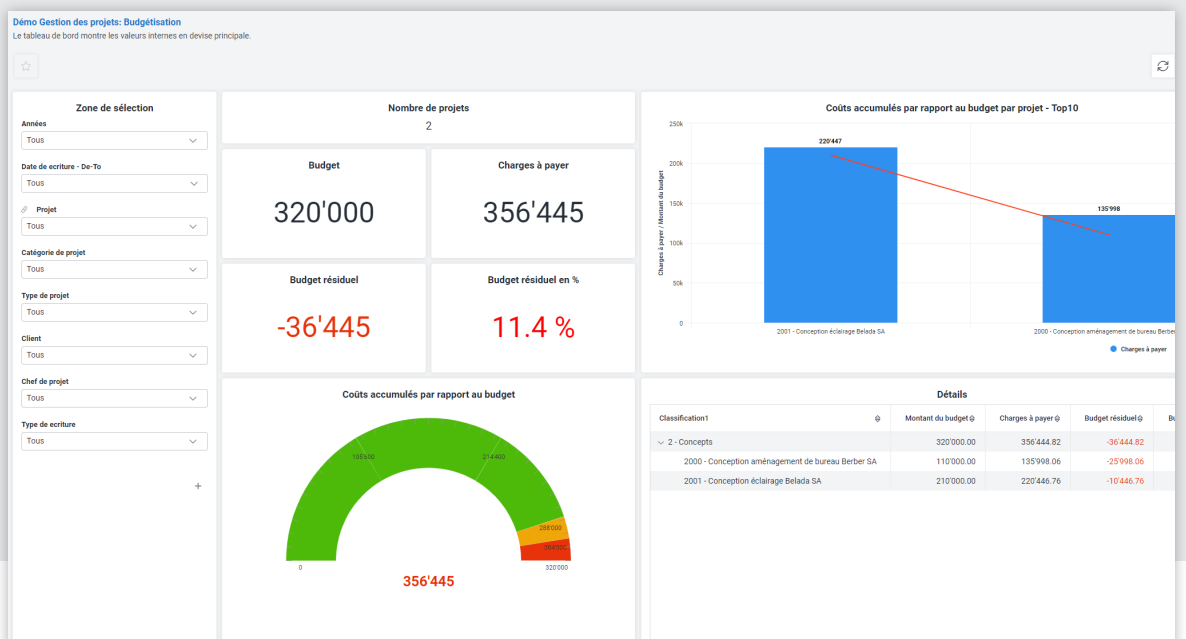 Démo Gestion des projets: Budgétisation
Le tableau de bord montre les valeurs internes en devise principale.
Zone de sélection
Années
Tous
Date de ecriture - De-To
Tous
Projet
Tous
Catégorie de projet
Tous
Type de projet
Tous
Client
Tous
Chef de projet
Tous
Type de ecriture
Tous
+
Nombre de projets
2
Budget
320'000
Charges à payer
356'445
Budget résiduel
-36'445
Budget résiduel en %
11.4 %
Coûts accumulés par rapport au budget par projet - Top10
Charges à payer / Montant du budget
250k
200k
150k
100k
50k
0
220'447
135'998
2001 - Conception éclairage Belada SA
2000 - Conception aménagement de bureau Berber
Charges à payer
Coûts accumulés par rapport au budget
214'400
288'000
0
320'000
356'445
Détails
Classification1 Montant du budget Charges à payer Budget résiduel
2 - Concepts 320'000.00 356'444.82 -36'444.82
2000 - Conception aménagement de bureau Berber SA 110'000.00 135'998.06 -25'998.06
2001 - Conception éclairage Belada SA 210'000.00 220'446.76 -10'446.76